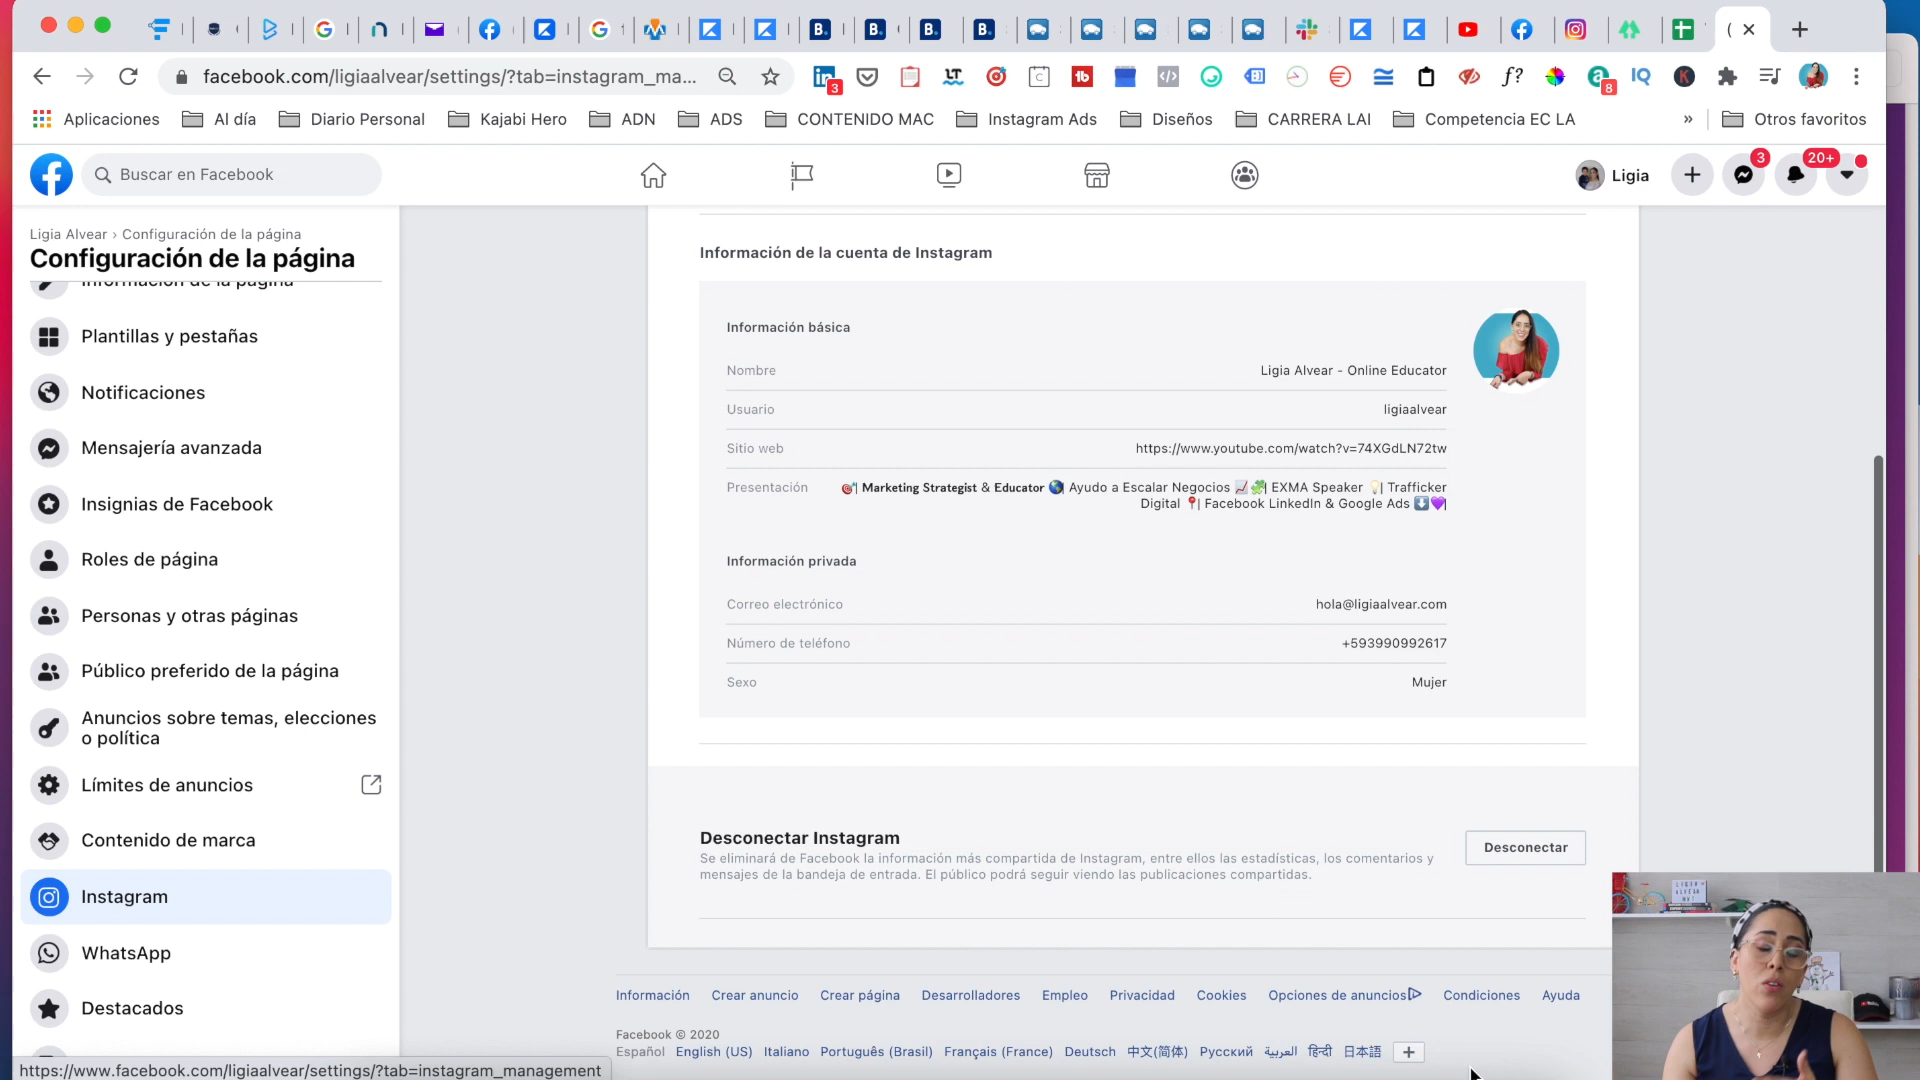 facebook.com/ligiaalvear/settings/?tab=instagram_ma...
3
8
Aplicaciones
Al día
Diario Personal
Kajabi Hero
ADN
ADS
CONTENIDO MAC
Instagram Ads
Diseños
CARRERA LAI
Competencia EC LA
»
Otros favoritos
Buscar en Facebook
Ligia
3
20+
Ligia Alvear › Configuración de la página
Configuración de la página
Información de la página
Plantillas y pestañas
Notificaciones
Mensajería avanzada
Insignias de Facebook
Roles de página
Personas y otras páginas
Público preferido de la página
Anuncios sobre temas, elecciones
o política
Límites de anuncios
Contenido de marca
Instagram
WhatsApp
Destacados
https://www.facebook.com/ligiaalvear/settings/?tab=instagram_management
Información de la cuenta de Instagram
Información básica
Nombre Ligia Alvear - Online Educator
Usuario ligiaalvear
Sitio web https://www.youtube.com/watch?v=74XGdLN72tw
Presentación 🎯| Marketing Strategist & Educator 🌎| Ayudo a Escalar Negocios 📈🧩| EXMA Speaker 💡| Trafficker
Digital 📍| Facebook LinkedIn & Google Ads ⬇️💜|
Información privada
Correo electrónico hola@ligiaalvear.com
Número de teléfono +593990992617
Sexo Mujer
Desconectar Instagram
Se eliminará de Facebook la información más compartida de Instagram, entre ellos las estadísticas, los comentarios y
mensajes de la bandeja de entrada. El público podrá seguir viendo las publicaciones compartidas.
Desconectar
Información Crear anuncio Crear página Desarrolladores Empleo Privacidad Cookies Opciones de anuncios Condiciones Ayuda
Facebook © 2020
Español English (US) Italiano Português (Brasil) Français (France) Deutsch 中文(简体) Русский العربية हिन्दी 日本語 +
LIGIA
ALVEAR